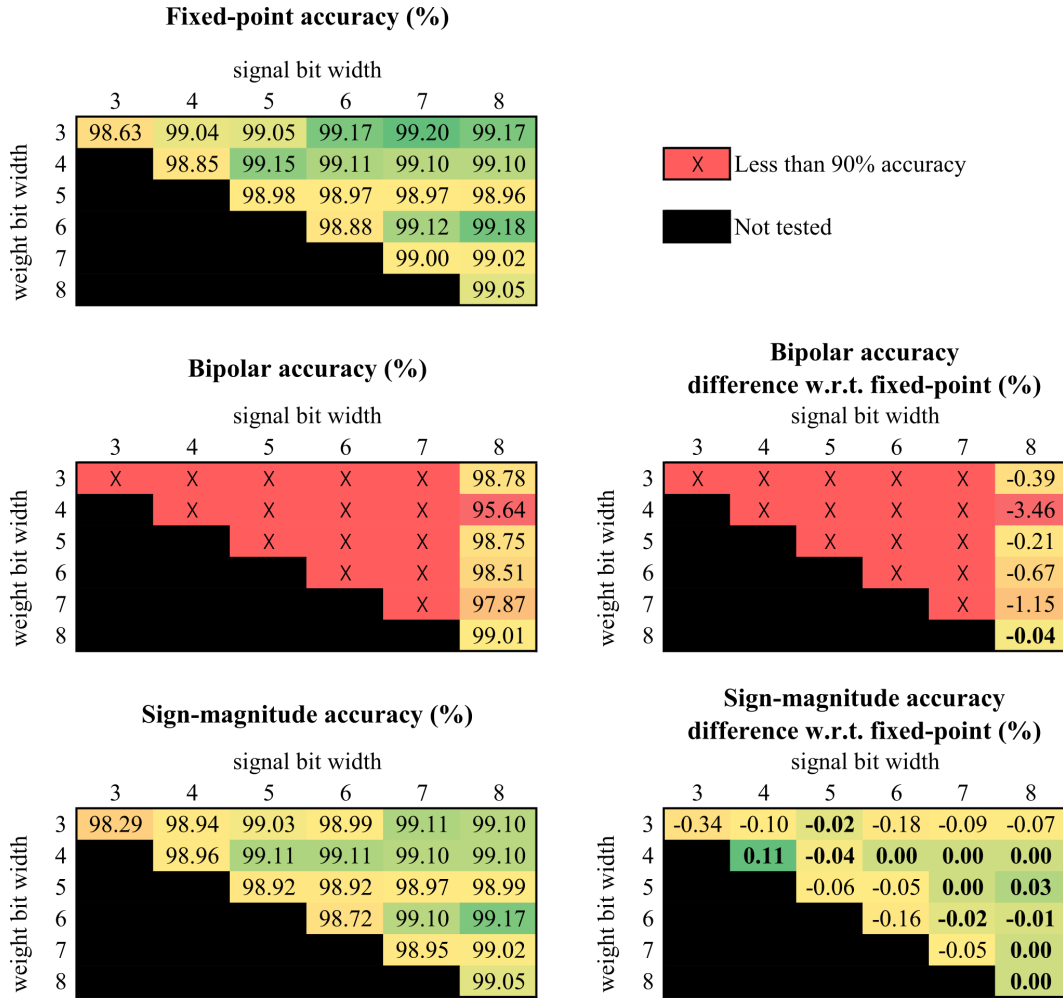 Fixed-point accuracy (%)
signal bit width
3 4 5 6 7 8
weight bit width
3 98.63 99.04 99.05 99.17 99.20 99.17
4 98.85 99.15 99.11 99.10 99.10
5 98.98 98.97 98.97 98.96
6 98.88 99.12 99.18
7 99.00 99.02
8 99.05
X Less than 90% accuracy
Not tested
Bipolar accuracy (%)
signal bit width
3 4 5 6 7 8
weight bit width
3 X X X X X 98.78
4 X X X X 95.64
5 X X X 98.75
6 X X 98.51
7 X 97.87
8 99.01
Bipolar accuracy
difference w.r.t. fixed-point (%)
signal bit width
3 4 5 6 7 8
weight bit width
3 X X X X X -0.39
4 X X X X -3.46
5 X X X -0.21
6 X X -0.67
7 X -1.15
8 -0.04
Sign-magnitude accuracy (%)
signal bit width
3 4 5 6 7 8
weight bit width
3 98.29 98.94 99.03 98.99 99.11 99.10
4 98.96 99.11 99.11 99.10 99.10
5 98.92 98.92 98.97 98.99
6 98.72 99.10 99.17
7 98.95 99.02
8 99.05
Sign-magnitude accuracy
difference w.r.t. fixed-point (%)
signal bit width
3 4 5 6 7 8
weight bit width
3 -0.34 -0.10 -0.02 -0.18 -0.09 -0.07
4 0.11 -0.04 0.00 0.00 0.00
5 -0.06 -0.05 0.00 0.03
6 -0.16 -0.02 -0.01
7 -0.05 0.00
8 0.00